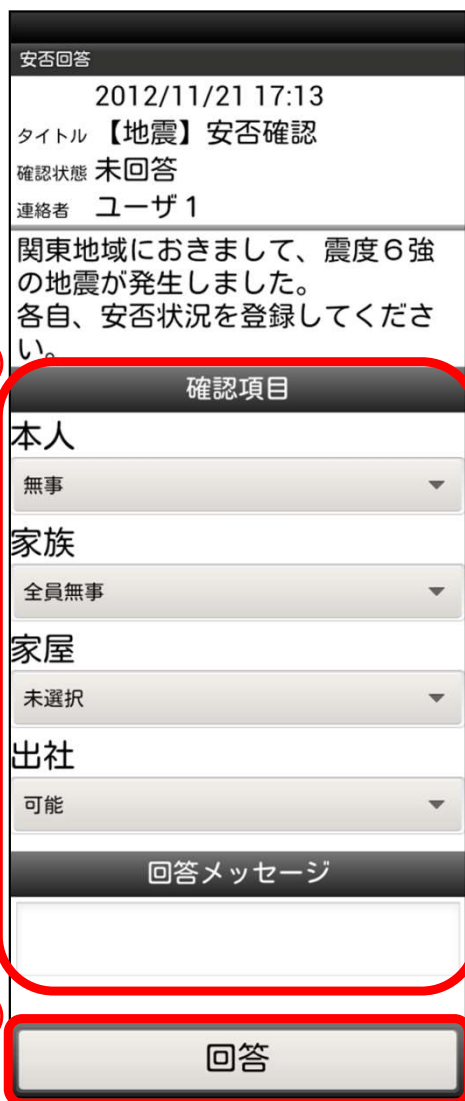 安否回答
2012/11/21 17:13
タイトル 【地震】安否確認
確認状態 未回答
連絡者 ユーザ1
関東地域におきまして、震度６強
の地震が発生しました。
各自、安否状況を登録してくださ
い。
確認項目
本人
無事
家族
全員無事
家屋
未選択
出社
可能
回答メッセージ
回答